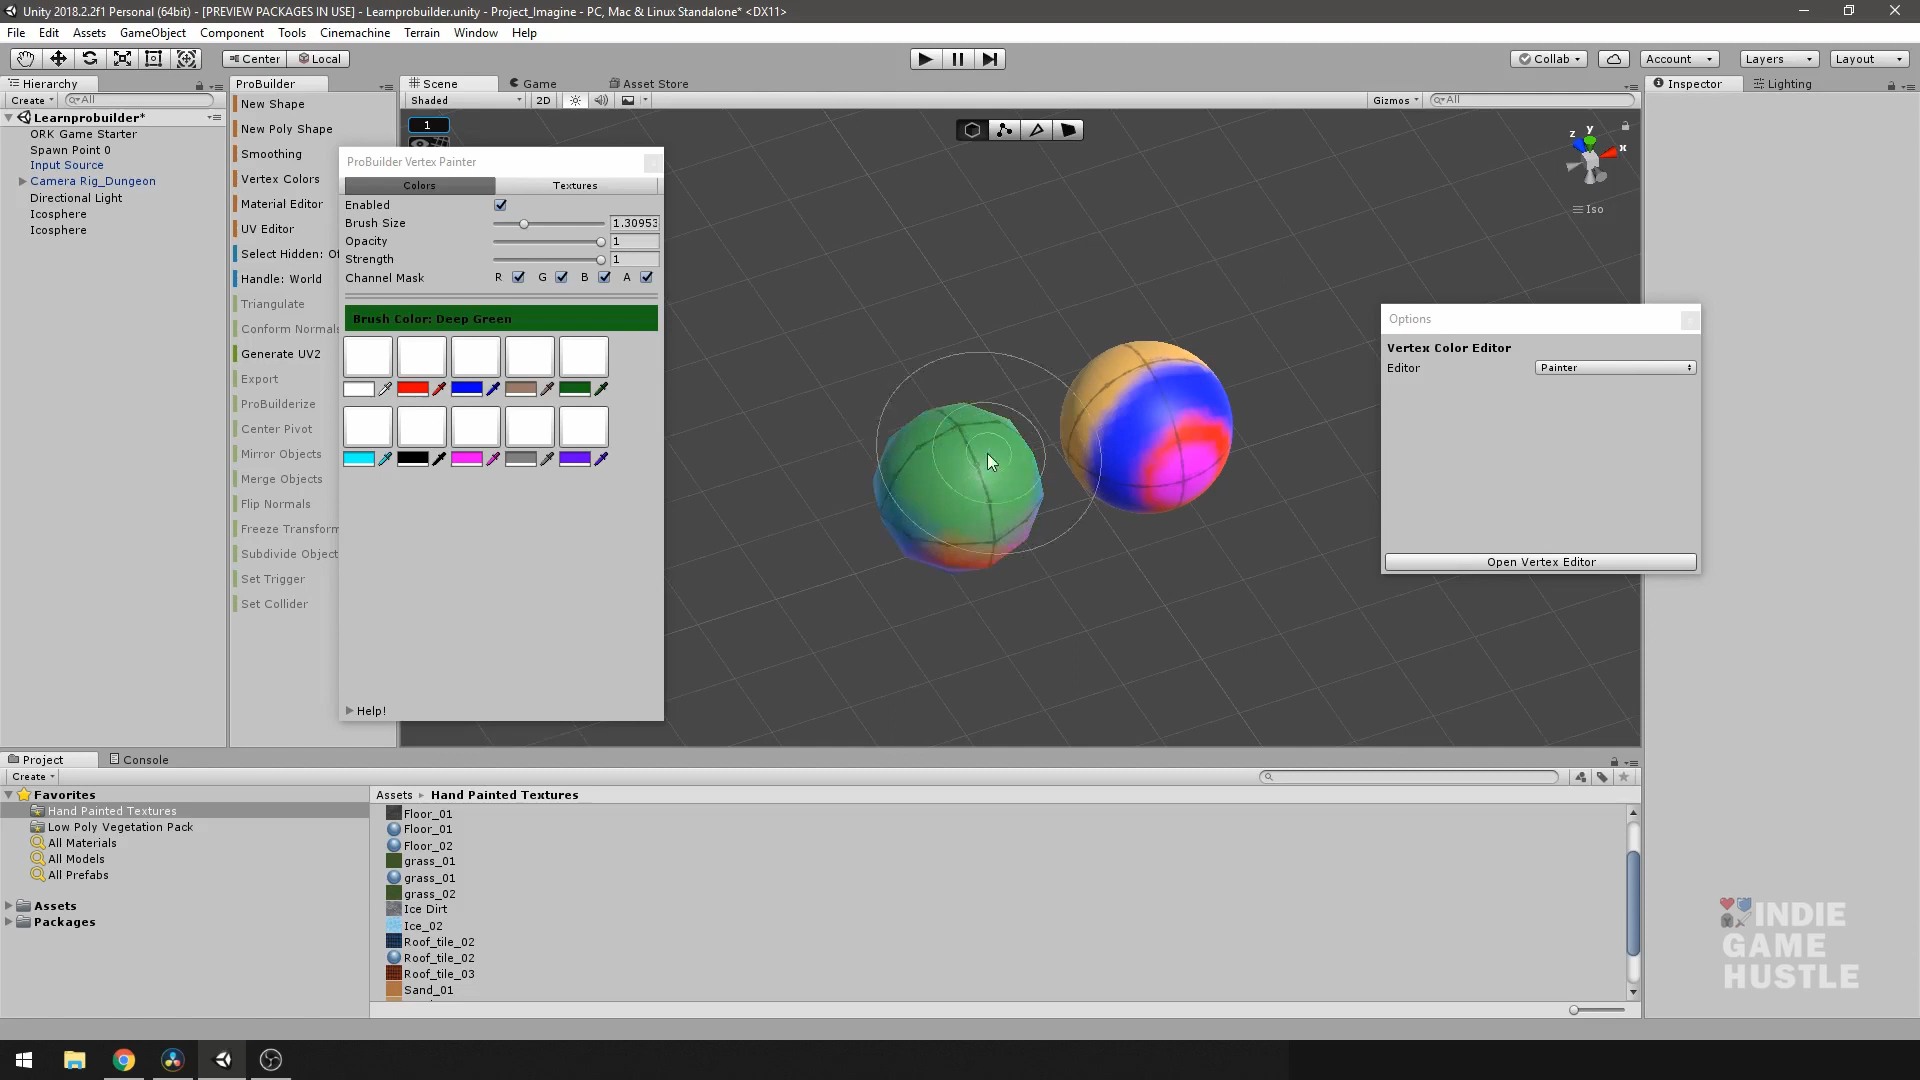 Unity 2018.2.2f1 Personal (64bit) - [PREVIEW PACKAGES IN USE] - Learnprobuilder.unity - Project_Imagine - PC, Mac & Linux Standalone* <DX11>
File Edit Assets GameObject Component Tools Cinemachine Terrain Window Help
Center Local
Collab Account Layers Layout
Hierarchy
Create All
Learnprobuilder*
ORK Game Starter
Spawn Point 0
Input Source
Camera Rig_Dungeon
Directional Light
Icosphere
Icosphere
ProBuilder
New Shape
New Poly Shape
Smoothing
Vertex Colors
Material Editor
UV Editor
Select Hidden: O
Handle: World
Triangulate
Conform Normals
Generate UV2
Export
ProBuilderize
Center Pivot
Mirror Objects
Merge Objects
Flip Normals
Freeze Transform
Subdivide Object
Set Trigger
Set Collider
Scene Game Asset Store
Shaded 2D Gizmos All
1
y
z
x
Iso
ProBuilder Vertex Painter
Colors Textures
Enabled
Brush Size 1.30953
Opacity 1
Strength 1
Channel Mask R G B A
Brush Color: Deep Green
Help!
Options
Vertex Color Editor
Editor Painter
Open Vertex Editor
Inspector Lighting
Project Console
Create
Favorites
Hand Painted Textures
Low Poly Vegetation Pack
All Materials
All Models
All Prefabs
Assets
Packages
Assets Hand Painted Textures
Floor_01
Floor_01
Floor_02
grass_01
grass_01
grass_02
Ice Dirt
Ice_02
Roof_tile_02
Roof_tile_02
Roof_tile_03
Sand_01
INDIE
GAME
HUSTLE